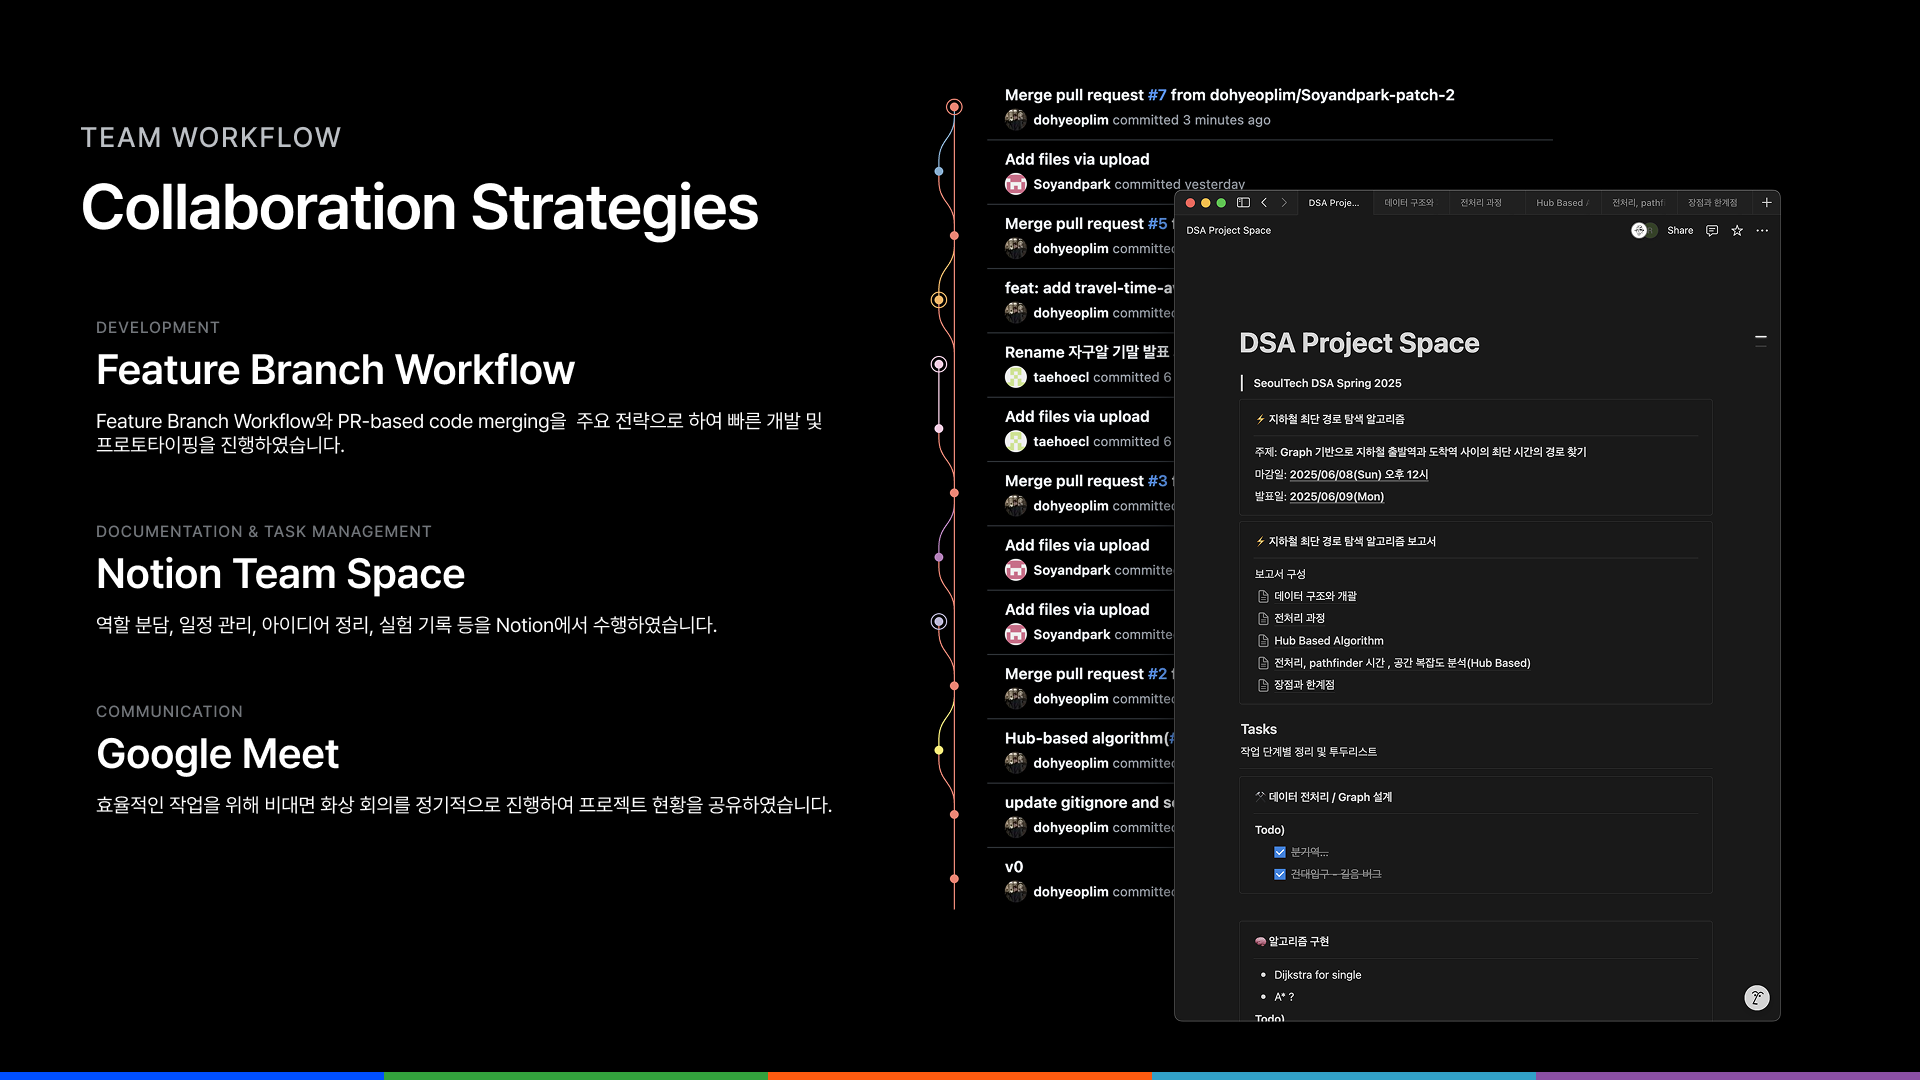 TEAM WORKFLOW
Collaboration Strategies
DEVELOPMENT
Feature Branch Workflow
Feature Branch Workflow와 PR-based code merging을 주요 전략으로 하여 빠른 개발 및
프로토타이핑을 진행하였습니다.
DOCUMENTATION & TASK MANAGEMENT
Notion Team Space
역할 분담, 일정 관리, 아이디어 정리, 실험 기록 등을 Notion에서 수행하였습니다.
COMMUNICATION
Google Meet
효율적인 작업을 위해 비대면 화상 회의를 정기적으로 진행하여 프로젝트 현황을 공유하였습니다.
Merge pull request #7 from dohyeoplim/Soyandpark-patch-2
dohyeoplim committed 3 minutes ago
Add files via upload
Soyandpark committed yesterday
Merge pull request #5
dohyeoplim committed
feat: add travel-time-a
dohyeoplim committed
Rename 자구알 기말 발표
taehoecl committed 6
Add files via upload
taehoecl committed 6
Merge pull request #3
dohyeoplim committed
Add files via upload
Soyandpark committe
Add files via upload
Soyandpark committe
Merge pull request #2
dohyeoplim committed
Hub-based algorithm(#
dohyeoplim committed
update gitignore and s
dohyeoplim committed
v0
dohyeoplim committed
DSA Proje... 데이터 구조와 전처리 과정 Hub Based 전처리, pathf 장점과 한계점
DSA Project Space Share
DSA Project Space
SeoulTech DSA Spring 2025
⚡ 지하철 최단 경로 탐색 알고리즘
주제: Graph 기반으로 지하철 출발역과 도착역 사이의 최단 시간의 경로 찾기
마감일: 2025/06/08(Sun) 오후 12시
발표일: 2025/06/09(Mon)
⚡ 지하철 최단 경로 탐색 알고리즘 보고서
보고서 구성
데이터 구조와 개괄
전처리 과정
Hub Based Algorithm
전처리, pathfinder 시간 , 공간 복잡도 분석(Hub Based)
장점과 한계점
Tasks
작업 단계별 정리 및 투두리스트
데이터 전처리 / Graph 설계
Todo)
분기역...
건대입구 - 길음 버그
🧠 알고리즘 구현
• Dijkstra for single
• A* ?
Todo)